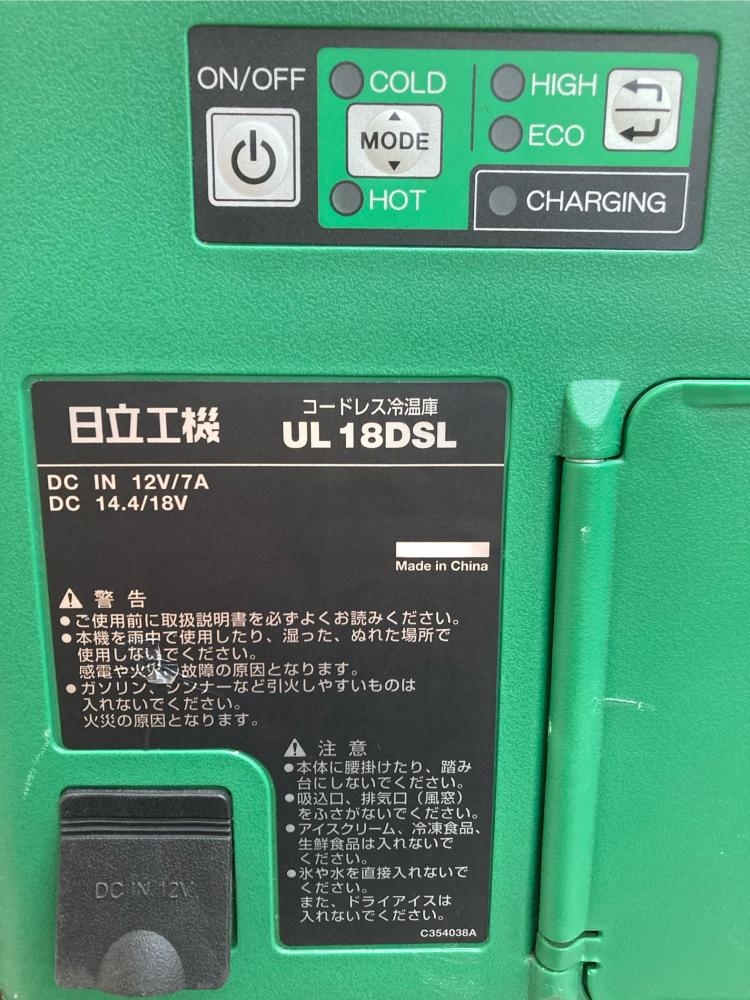 ON/OFF
COLD
MODE
HOT
HIGH
ECO
CHARGING
日立工機
コードレス冷温庫
UL 18DSL
DC IN 12V/7A
DC 14.4/18V
Made in China
警告
●ご使用前に取扱説明書を必ずよくお読みください。
●本機を雨中で使用したり、湿った、ぬれた場所で
使用しないでください。
感電や火災、故障の原因となります。
●ガソリン、シンナーなど引火しやすいものは
入れないでください。
火災の原因となります。
注意
●本体に腰掛けたり、踏み
台にしないでください。
●吸込口、排気口（風窓）
をふさがないでください。
●アイスクリーム、冷凍食品、
生鮮食品は入れないで
ください。
●氷や水を直接入れないで
ください。
また、ドライアイスは
入れないでください。
C354038A
DC IN 12V